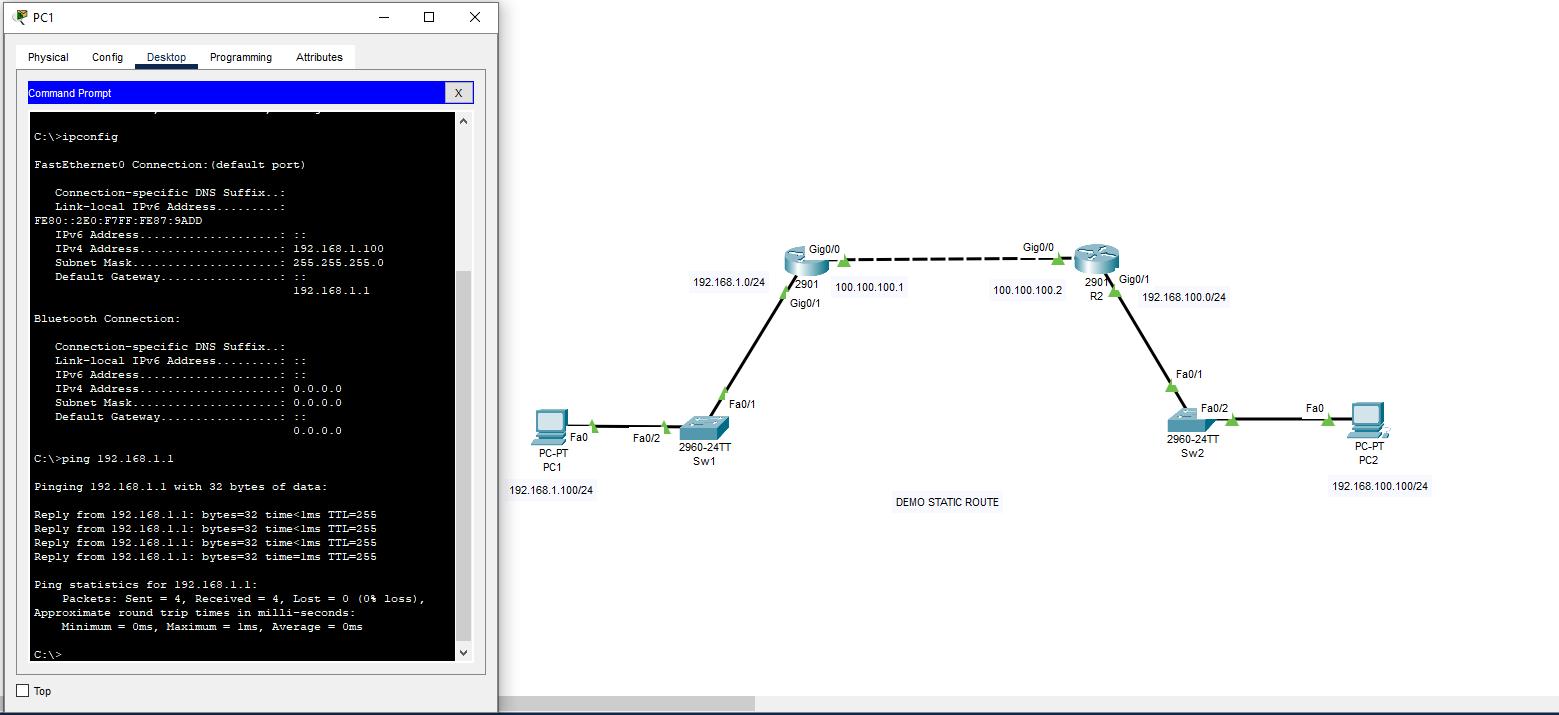 PC1
Physical Config Desktop Programming Attributes
Command Prompt
X
C:\>ipconfig
FastEthernet0 Connection:(default port)
Connection-specific DNS Suffix..:
Link-local IPv6 Address.........:
FE80::2E0:F7FF:FE87:9ADD
IPv6 Address....................: ::
IPv4 Address....................: 192.168.1.100
Subnet Mask.....................: 255.255.255.0
Default Gateway.................: ::
192.168.1.1
Bluetooth Connection:
Connection-specific DNS Suffix..:
Link-local IPv6 Address.........: ::
IPv6 Address....................: ::
IPv4 Address....................: 0.0.0.0
Subnet Mask.....................: 0.0.0.0
Default Gateway.................: ::
0.0.0.0
C:\>ping 192.168.1.1
Pinging 192.168.1.1 with 32 bytes of data:
Reply from 192.168.1.1: bytes=32 time<1ms TTL=255
Reply from 192.168.1.1: bytes=32 time<1ms TTL=255
Reply from 192.168.1.1: bytes=32 time<1ms TTL=255
Reply from 192.168.1.1: bytes=32 time=1ms TTL=255
Ping statistics for 192.168.1.1:
Packets: Sent = 4, Received = 4, Lost = 0 (0% loss),
Approximate round trip times in milli-seconds:
Minimum = 0ms, Maximum = 1ms, Average = 0ms
C:\>
Top
Gig0/0
192.168.1.0/24
2901
100.100.100.1
Gig0/1
Gig0/0
100.100.100.2
2901
R2
Gig0/1
192.168.100.0/24
Fa0/1
Fa0
Fa0/2
PC-PT
PC1
2960-24TT
Sw1
192.168.1.100/24
Fa0/1
Fa0/2
Fa0
2960-24TT
Sw2
PC-PT
PC2
192.168.100.100/24
DEMO STATIC ROUTE